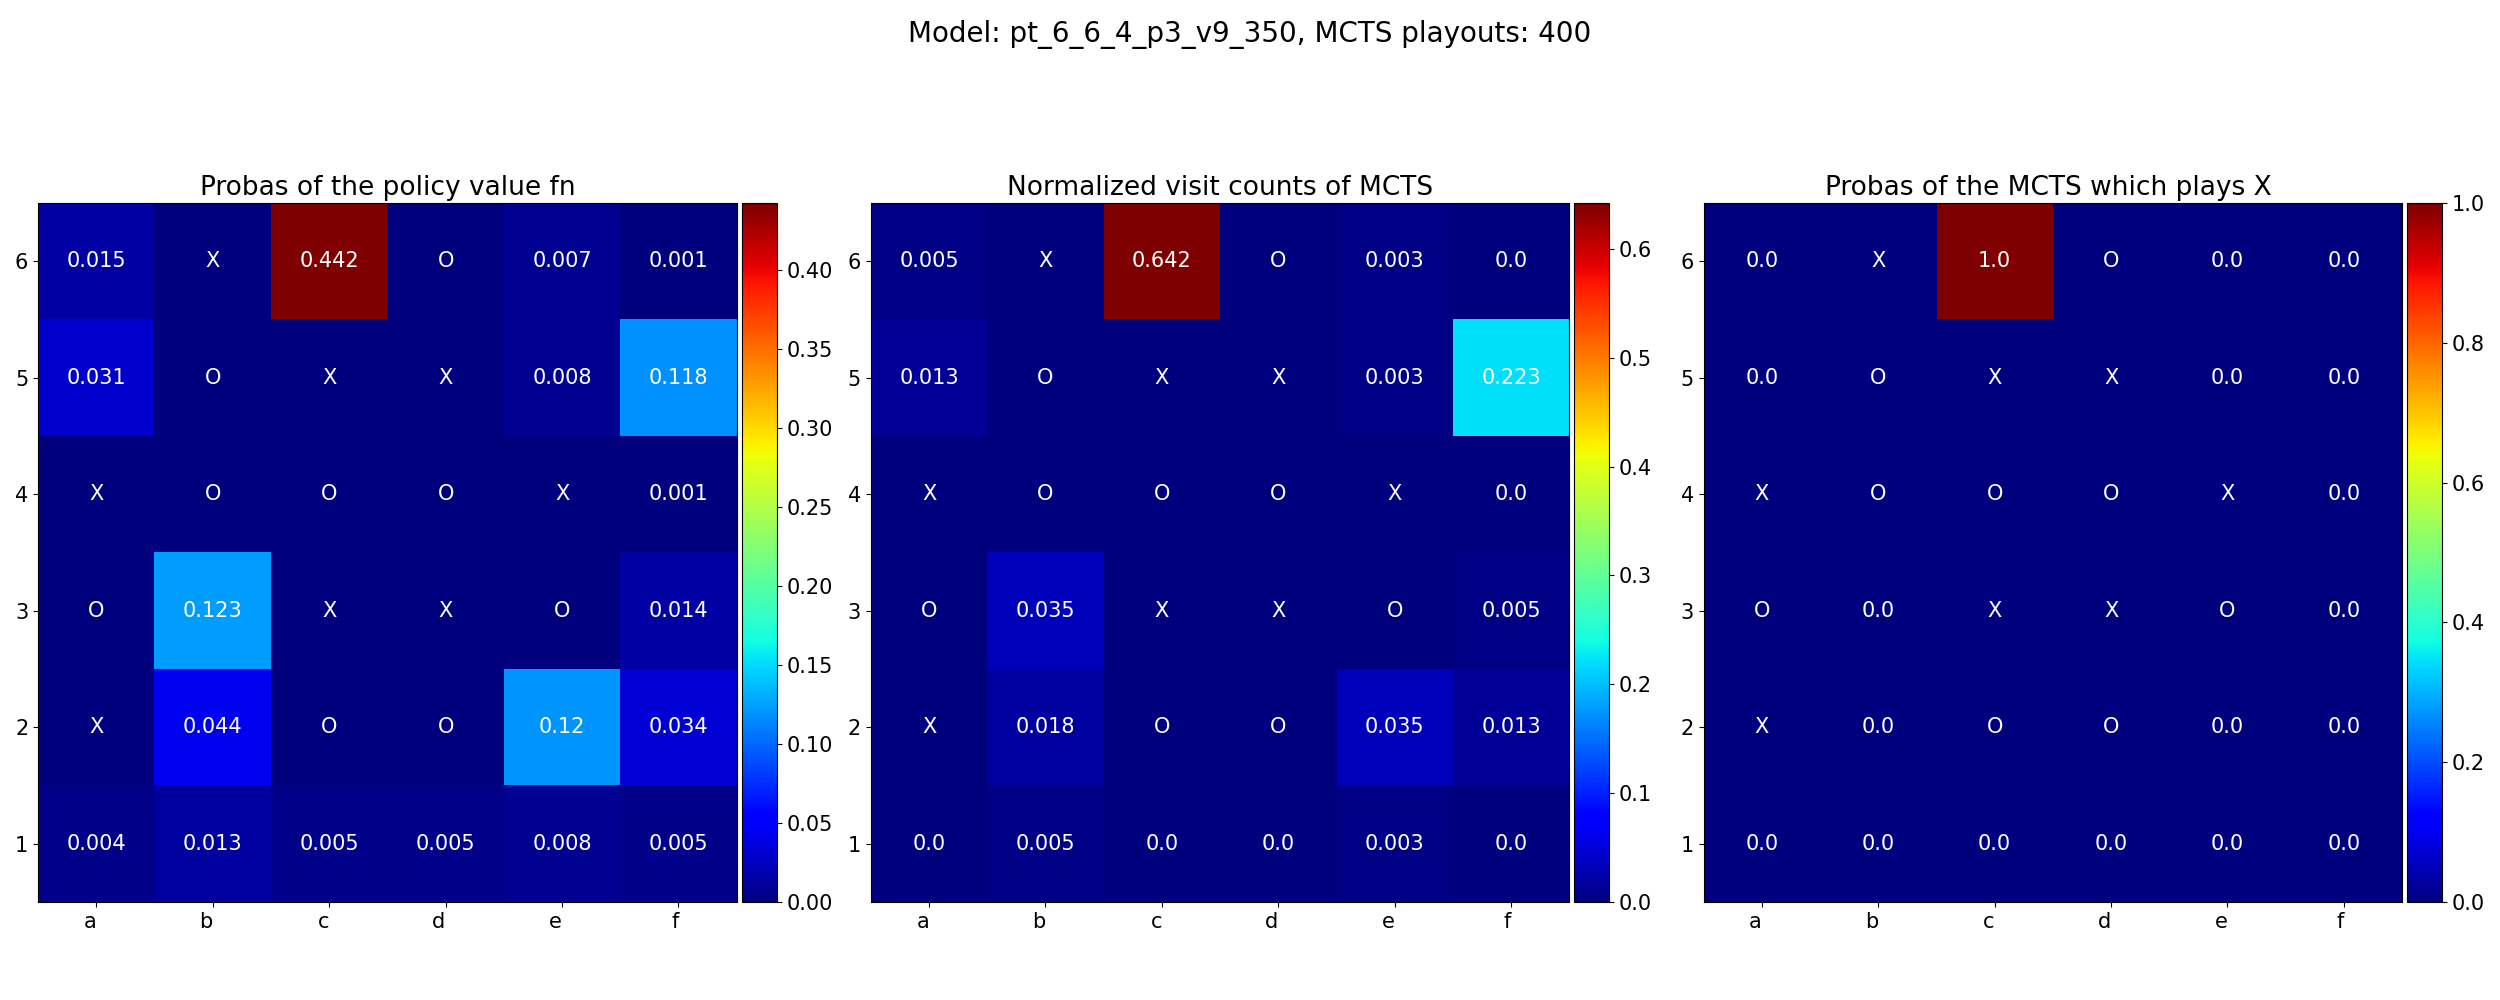 Model: pt_6_6_4_p3_v9_350, MCTS playouts: 400
Probas of the policy value fn
6 0.015 X 0.442 O 0.007 0.001
5 0.031 O X X 0.008 0.118
4 X O O O X 0.001
3 O 0.123 X X O 0.014
2 X 0.044 O O 0.12 0.034
1 0.004 0.013 0.005 0.005 0.008 0.005
a b c d e f
0.40
0.35
0.30
0.25
0.20
0.15
0.10
0.05
0.00
Normalized visit counts of MCTS
6 0.005 X 0.642 O 0.003 0.0
5 0.013 O X X 0.003 0.223
4 X O O O X 0.0
3 O 0.035 X X O 0.005
2 X 0.018 O O 0.035 0.013
1 0.0 0.005 0.0 0.0 0.003 0.0
a b c d e f
0.6
0.5
0.4
0.3
0.2
0.1
0.0
Probas of the MCTS which plays X
6 0.0 X 1.0 O 0.0 0.0
5 0.0 O X X 0.0 0.0
4 X O O O X 0.0
3 O 0.0 X X O 0.0
2 X 0.0 O O 0.0 0.0
1 0.0 0.0 0.0 0.0 0.0 0.0
a b c d e f
1.0
0.8
0.6
0.4
0.2
0.0